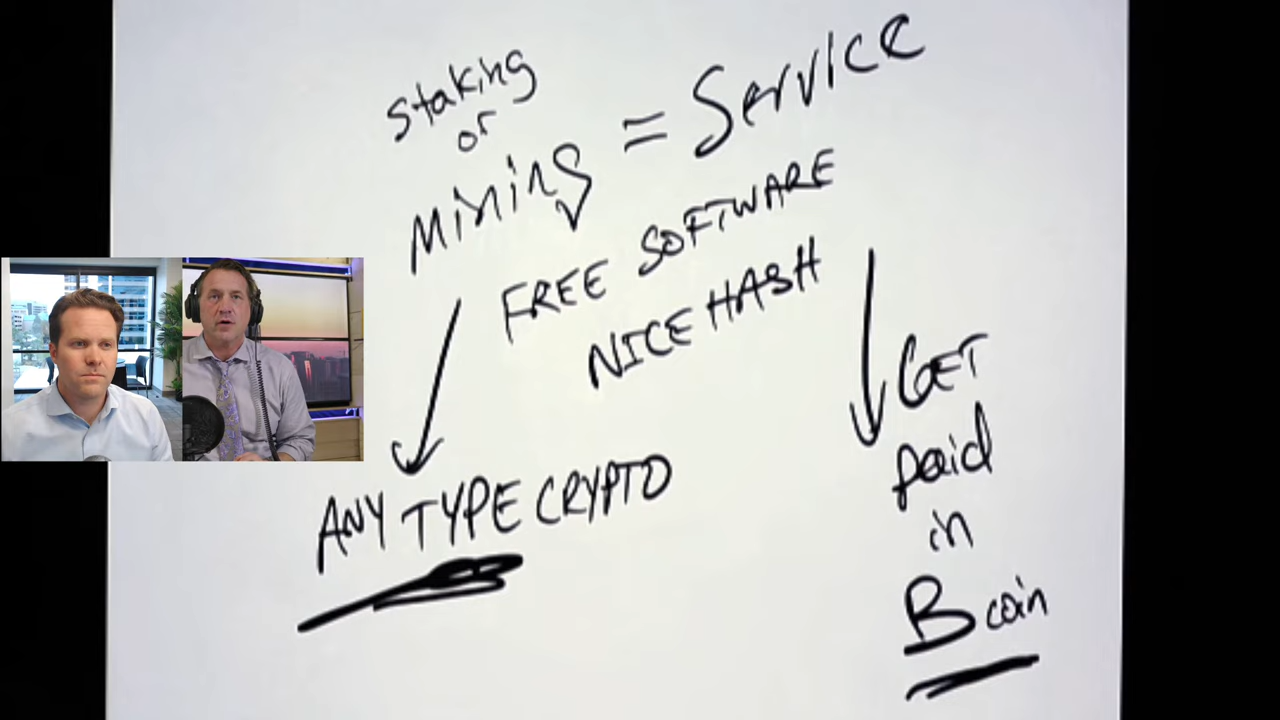 staking
or
mining = Service
FREE SOFTWARE
NICE HASH
GET
paid
in
B coin
ANY TYPE CRYPTO